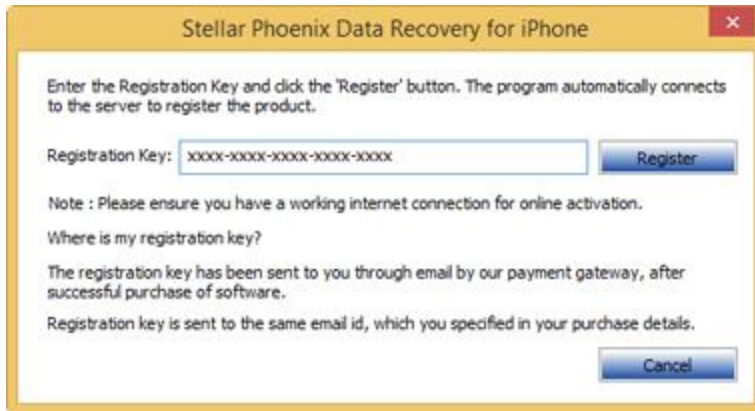 Stellar Phoenix Data Recovery for iPhone
Enter the Registration Key and click the 'Register' button. The program automatically connects
to the server to register the product.
Registration Key: xxxx-xxxx-xxxx-xxxx-xxxx Register
Note : Please ensure you have a working internet connection for online activation.
Where is my registration key?
The registration key has been sent to you through email by our payment gateway, after
successful purchase of software.
Registration key is sent to the same email id, which you specified in your purchase details.
Cancel